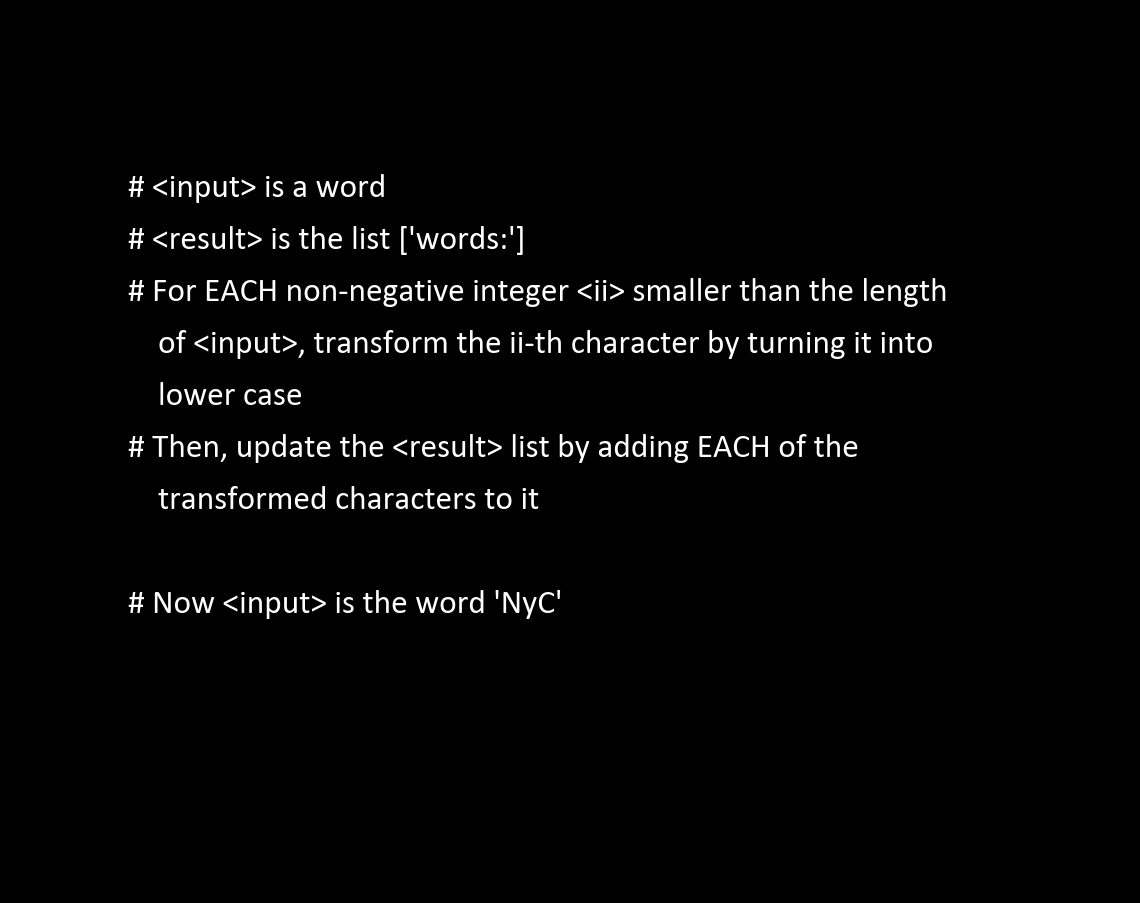 # <input> is a word
# <result> is the list ['words:']
# For EACH non-negative integer <ii> smaller than the length
of <input>, transform the ii-th character by turning it into
lower case
# Then, update the <result> list by adding EACH of the
transformed characters to it
# Now <input> is the word 'NyC'